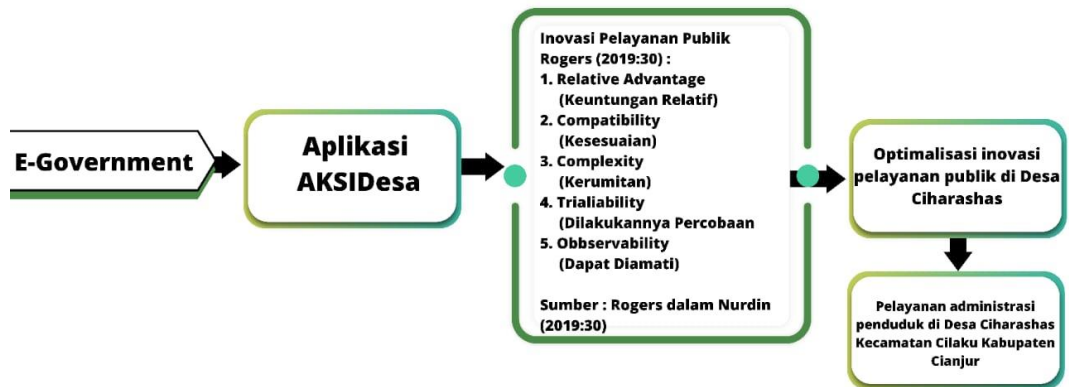 E-Government
Aplikasi
AKSIDesa
Inovasi Pelayanan Publik
Rogers (2019:30) :
1. Relative Advantage
(Keuntungan Relatif)
2. Compatibility
(Kesesuaian)
3. Complexity
(Kerumitan)
4. Trialiability
(Dilakukannya Percobaan
5. Obbservability
(Dapat Diamati)
Sumber : Rogers dalam Nurdin
(2019:30)
Optimalisasi inovasi
pelayanan publik di Desa
Ciharashas
Pelayanan administrasi
penduduk di Desa Ciharashas
Kecamatan Cilaku Kabupaten
Cianjur